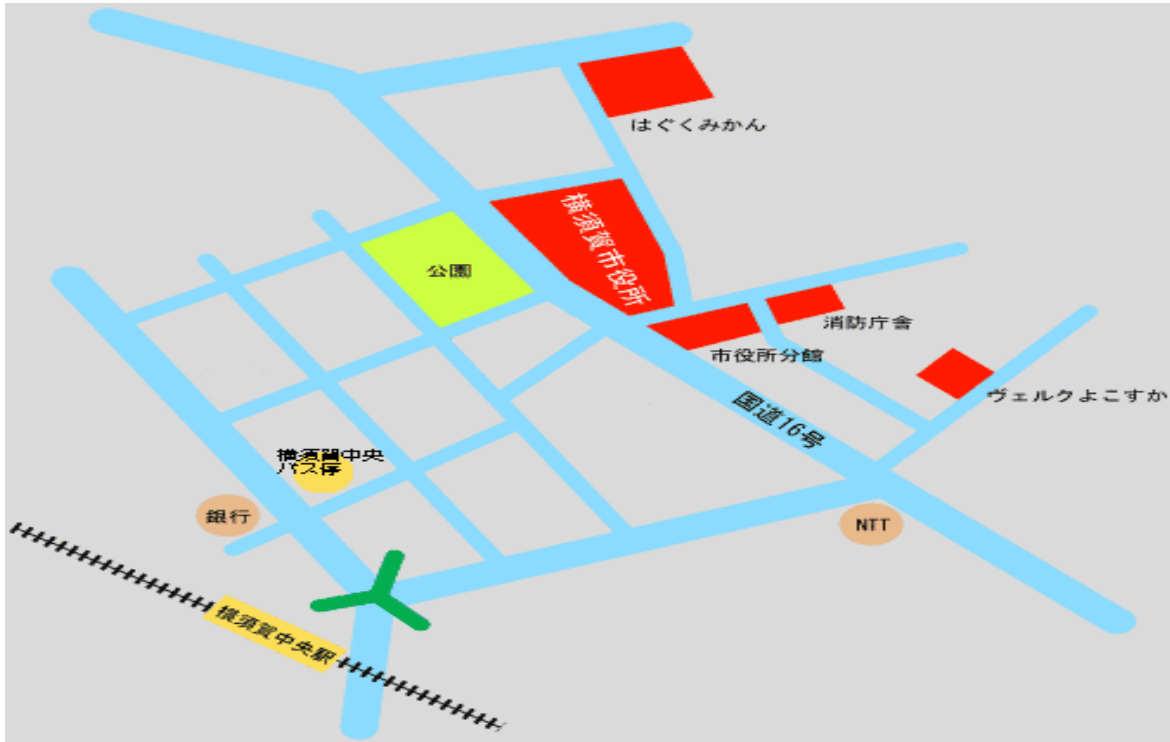 はぐくみかん
横須賀市役所
公園
消防庁舎
市役所分館
ヴェルクよこすか
国道16号
横須賀中央
バス停
銀行
NTT
横須賀中央駅